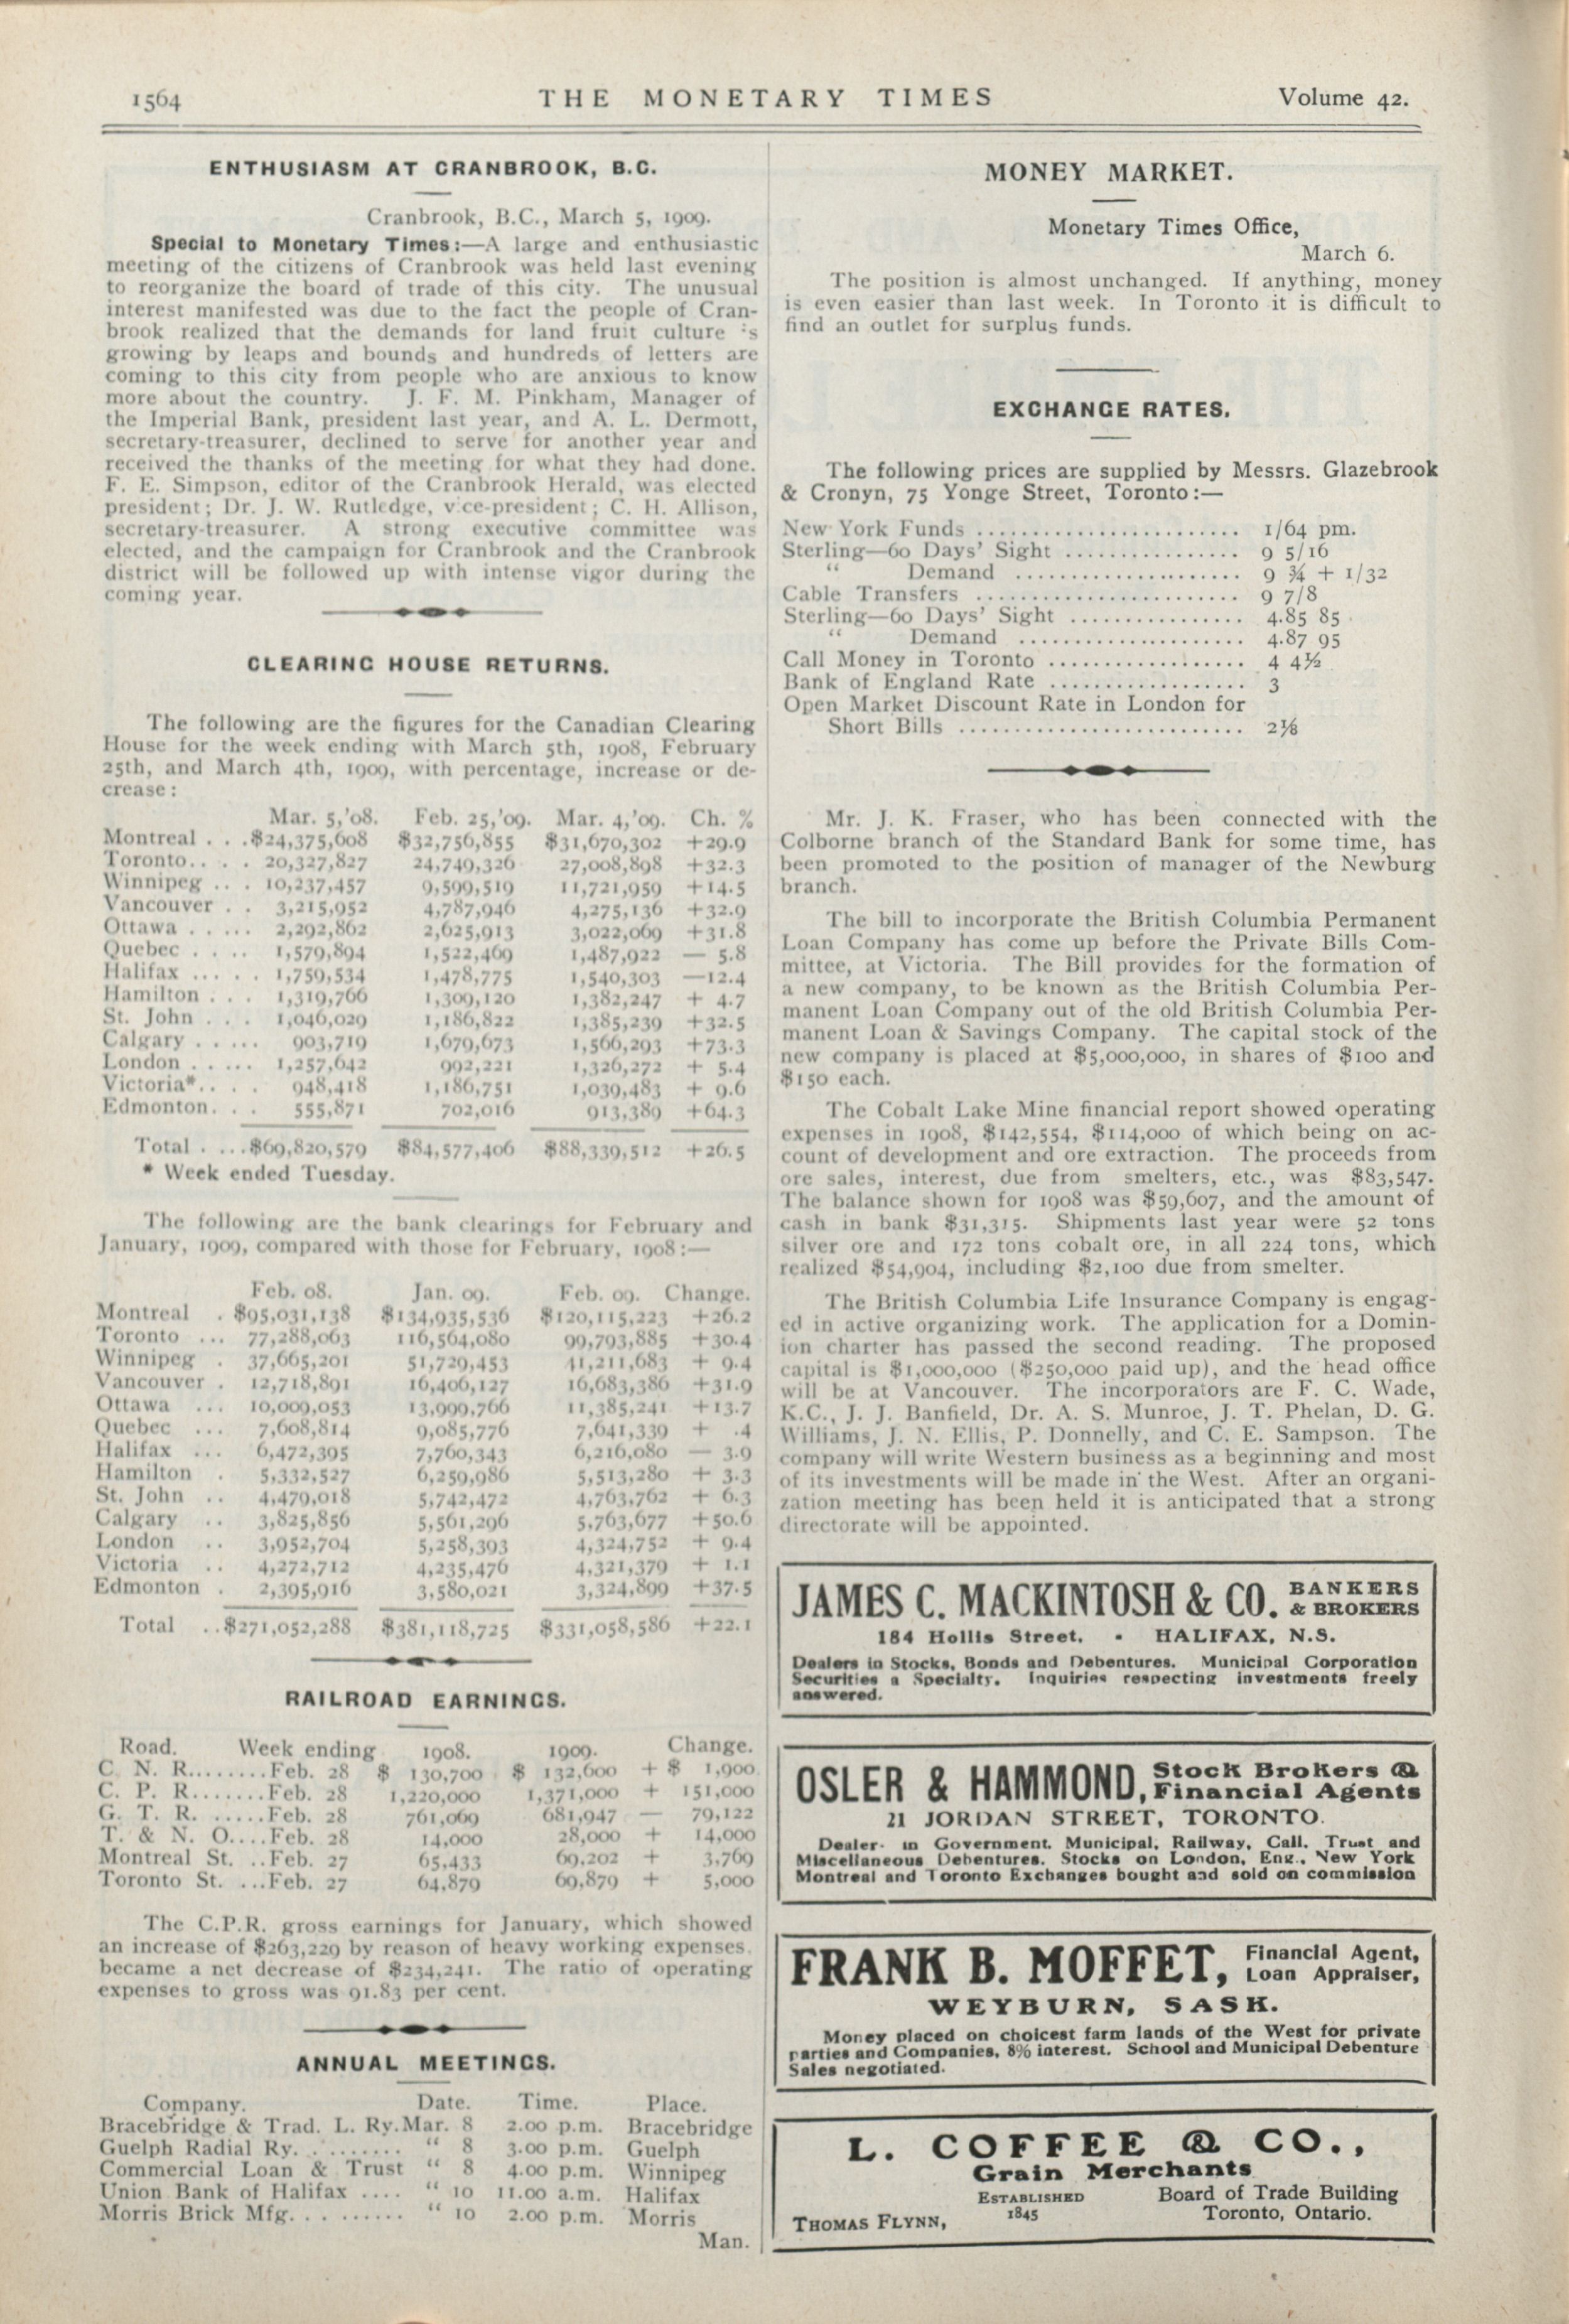 1564
THE MONETARY TIMES
Volume 42.
ENTHUSIASM AT CRANBROOK, B.C.
Cranbrook, B.C., March 5, 1909.
Special to Monetary Times:—A large and enthusiastic
meeting of the citizens of Cranbrook was held last evening
to reorganize the board of trade of this city. The unusual
interest manifested was due to the fact the people of Cran-
brook realized that the demands for land fruit culture is
growing by leaps and bounds and hundreds of letters are
coming to this city from people who are anxious to know
more about the country. J. F. M. Pinkham, Manager of
the Imperial Bank, president last year, and A. L. Dermott,
secretary-treasurer, declined to serve for another year and
received the thanks of the meeting for what they had done.
F. E. Simpson, editor of the Cranbrook Herald, was elected
president; Dr. J. W. Rutledge, vice-president; C. H. Allison,
secretary-treasurer. A strong executive committee was
elected, and the campaign for Cranbrook and the Cranbrook
district will be followed up with intense vigor during the
coming year.
CLEARING HOUSE RETURNS.
The following are the figures for the Canadian Clearing
House for the week ending with March 5th, 1908, February
25th, and March 4th, 1909, with percentage, increase or de-
crease:
Mar. 5,'08. Feb. 25,'09. Mar. 4,'09. Ch. %
Montreal . . .$24,375,608 $32,756,855 $31,670,302 +29.9
Toronto.. . . 20,327,827 24,749,326 27,008,898 +32.3
Winnipeg .. . 10,237,457 9,599,519 11,721,959 +14.5
Vancouver . . 3,215,952 4,787,946 4,275,136 +32.9
Ottawa . . ... 2,292,862 2,625,913 3,022,069 +31.8
Quebec . . .. 1,579,894 1,522,469 1,487,922 — 5.8
Halifax ... . . 1,759,534 1,478,775 1,540,303 —12.4
Hamilton . . . 1,319,766 1,309,120 1,382,247 + 4.7
St. John . . . 1,046,029 1,186,822 1,385,239 +32.5
Calgary . . ... 903,719 1,679,673 1,566,293 +73.3
London . . ... 1,257,642 992,221 1,326,272 + 5.4
Victoria*.. . . 948,418 1,186,751 1,039,483 + 9.6
Edmonton. . . 555,871 702,016 913,389 +64.3
Total . ...$69,820,579 $84,577,406 $88,339,512 +26.5
* Week ended Tuesday.
The following are the bank clearings for February and
January, 1909, compared with those for February, 1908:—
Feb. 08. Jan. 09. Feb. 09. Change.
Montreal . $95,031,138 $134,935,536 $120,115,223 +26.2
Toronto ... 77,288,063 116,564,080 99,793,885 +30.4
Winnipeg . 37,665,201 51,729,453 41,211,683 + 9.4
Vancouver . 12,718,891 16,406,127 16,683,386 +31.9
Ottawa ... 10,009,053 13,999,766 11,385,241 +13.7
Quebec ... 7,608,814 9,085,776 7,641,339 + .4
Halifax ... 6,472,395 7,760,343 6,216,080 — 3.9
Hamilton . 5,332,527 6,259,986 5,513,280 + 3.3
St. John .. 4,479,018 5,742,472 4,763,762 + 6.3
Calgary .. 3,825,856 5,561,296 5,763,677 +50.6
London .. 3,952,704 5,258,393 4,324,752 + 9.4
Victoria .. 4,272,712 4,235,476 4,321,379 + 1.1
Edmonton . 2,395,916 3,580,021 3,324,899 +37.5
Total ..$271,052,288 $381,118,725 $331,058,586 +22.1
RAILROAD EARNINGS.
Road. Week ending 1908. 1909. Change.
C. N. R........Feb. 28 $ 130,700 $ 132,600 + $ 1,900
C. P. R.......Feb. 28 1,220,000 1,371,000 + 151,000
G. T. R. .....Feb. 28 761,069 681,947 — 79,122
T. & N. O....Feb. 28 14,000 28,000 + 14,000
Montreal St. ..Feb. 27 65,433 69,202 + 3,769
Toronto St. ...Feb. 27 64,879 69,879 + 5,000
The C.P.R. gross earnings for January, which showed
an increase of $263,229 by reason of heavy working expenses,
became a net decrease of $234,241. The ratio of operating
expenses to gross was 91.83 per cent.
ANNUAL MEETINGS.
Company. Date. Time. Place.
Bracebridge & Trad. L. Ry.Mar. 8 2.00 p.m. Bracebridge
Guelph Radial Ry. . ....... " 8 3.00 p.m. Guelph
Commercial Loan & Trust " 8 4.00 p.m. Winnipeg
Union Bank of Halifax .... " 10 11.00 a.m. Halifax
Morris Brick Mfg. . . ....... " 10 2.00 p.m. Morris
Man.
MONEY MARKET.
Monetary Times Office,
March 6.
The position is almost unchanged. If anything, money
is even easier than last week. In Toronto it is difficult to
find an outlet for surplus funds.
EXCHANGE RATES.
The following prices are supplied by Messrs. Glazebrook
& Cronyn, 75 Yonge Street, Toronto:—
New York Funds ........................ 1/64 pm.
Sterling—60 Days' Sight ................ 9 5/16
" Demand ..................... 9 ¾ + 1/32
Cable Transfers ........................ 9 7/8
Sterling—60 Days' Sight ................ 4.85 85
" Demand ..................... 4.87 95
Call Money in Toronto .................. 4 4½
Bank of England Rate .................. 3
Open Market Discount Rate in London for
Short Bills .......................... 2⅛
Mr. J. K. Fraser, who has been connected with the
Colborne branch of the Standard Bank for some time, has
been promoted to the position of manager of the Newburg
branch.
The bill to incorporate the British Columbia Permanent
Loan Company has come up before the Private Bills Com-
mittee, at Victoria. The Bill provides for the formation of
a new company, to be known as the British Columbia Per-
manent Loan Company out of the old British Columbia Per-
manent Loan & Savings Company. The capital stock of the
new company is placed at $5,000,000, in shares of $100 and
$150 each.
The Cobalt Lake Mine financial report showed operating
expenses in 1908, $142,554, $114,000 of which being on ac-
count of development and ore extraction. The proceeds from
ore sales, interest, due from smelters, etc., was $83,547.
The balance shown for 1908 was $59,607, and the amount of
cash in bank $31,315. Shipments last year were 52 tons
silver ore and 172 tons cobalt ore, in all 224 tons, which
realized $54,904, including $2,100 due from smelter.
The British Columbia Life Insurance Company is engag-
ed in active organizing work. The application for a Domin-
ion charter has passed the second reading. The proposed
capital is $1,000,000 ($250,000 paid up), and the head office
will be at Vancouver. The incorporators are F. C. Wade,
K.C., J. J. Banfield, Dr. A. S. Munroe, J. T. Phelan, D. G.
Williams, J. N. Ellis, P. Donnelly, and C. E. Sampson. The
company will write Western business as a beginning and most
of its investments will be made in the West. After an organi-
zation meeting has been held it is anticipated that a strong
directorate will be appointed.
JAMES C. MACKINTOSH & CO. BANKERS
& BROKERS
184 Hollis Street. - HALIFAX, N.S.
Dealers in Stocks, Bonds and Debentures. Municipal Corporation
Securities a Specialty. Inquiries respecting investments freely
answered.
OSLER & HAMMOND, Stock Brokers &
Financial Agents
21 JORDAN STREET, TORONTO.
Dealer- in Government. Municipal, Railway, Call, Trust and
Miscellaneous Debentures. Stocks on London, Eng., New York
Montreal and Toronto Exchanges bought and sold on commission
FRANK B. MOFFET, Financial Agent,
Loan Appraiser,
WEYBURN, SASK.
Money placed on choicest farm lands of the West for private
parties and Companies, 8% interest. School and Municipal Debenture
Sales negotiated.
L. COFFEE & CO.,
Grain Merchants
ESTABLISHED Board of Trade Building
1845 Toronto, Ontario.
THOMAS FLYNN,